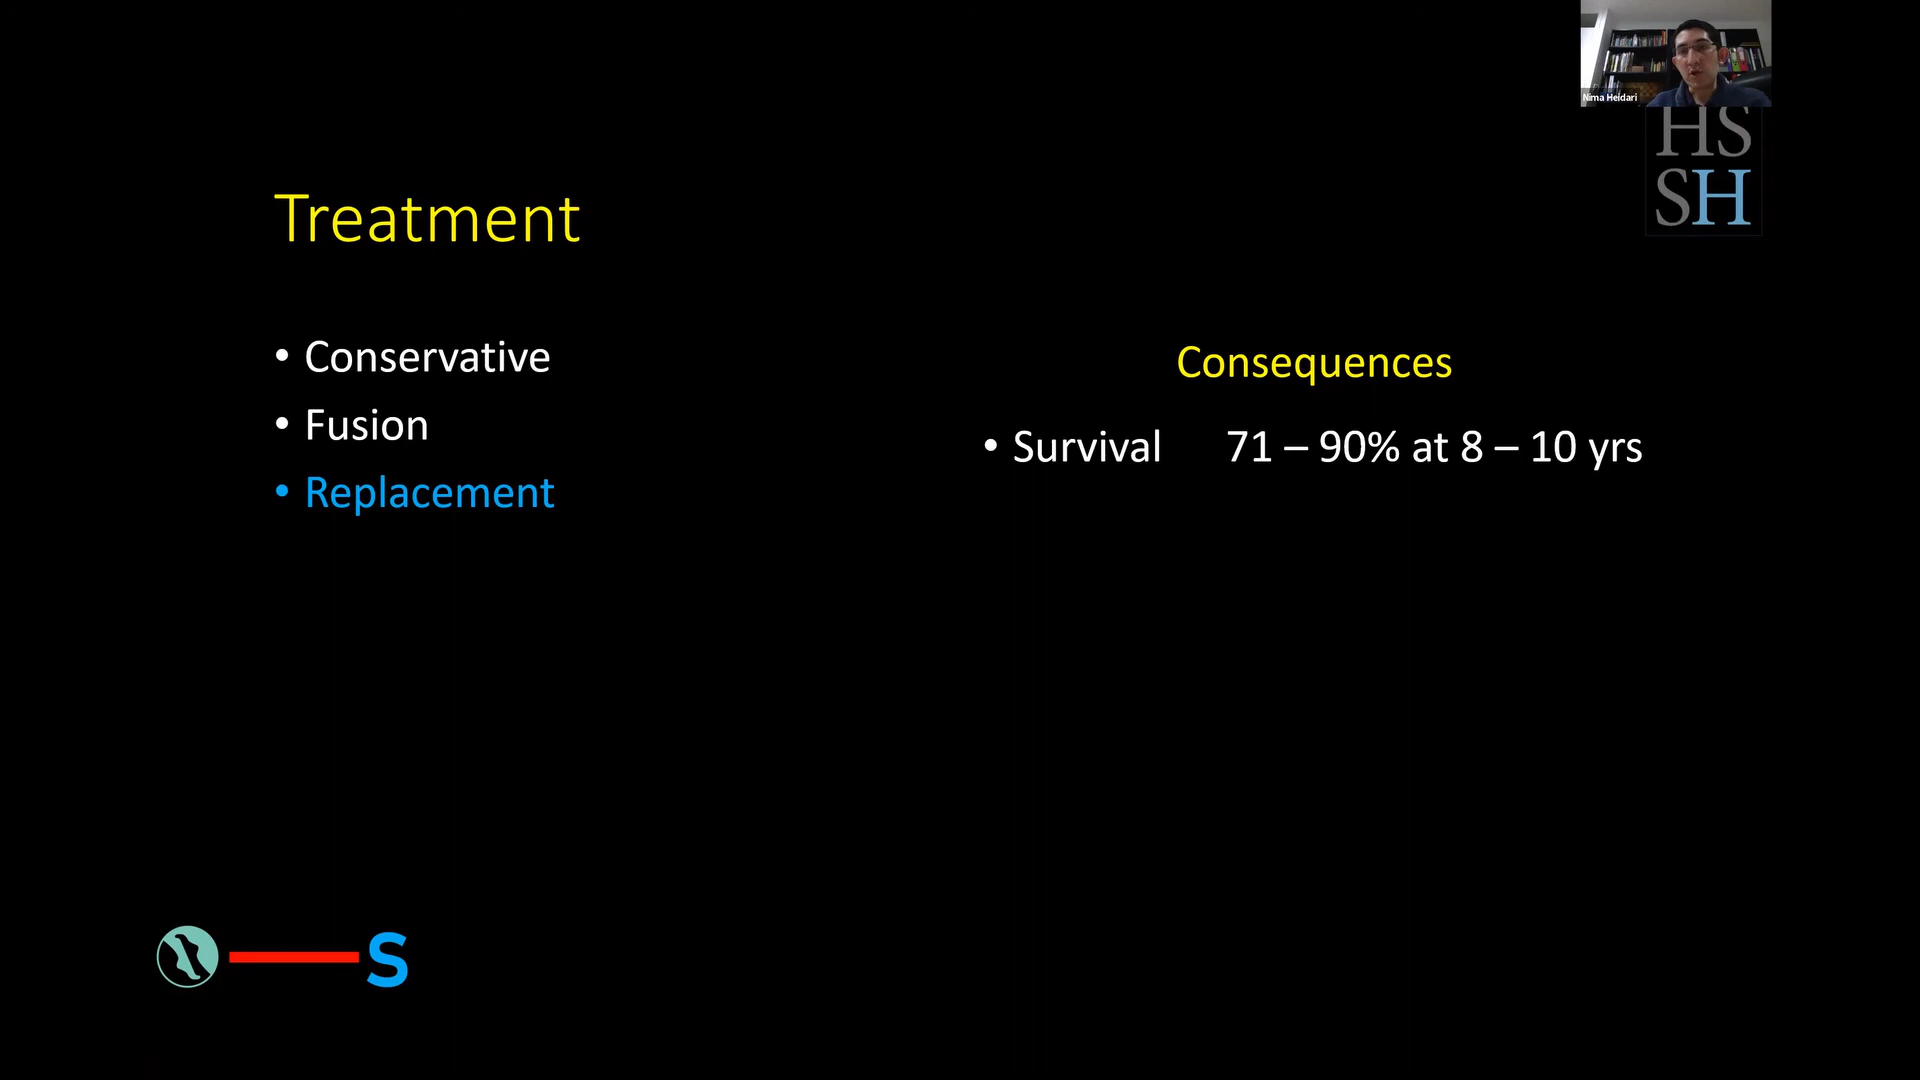 Nima Heidari
HS
SH
Treatment
• Conservative
• Fusion
• Replacement
Consequences
• Survival 71 – 90% at 8 – 10 yrs
S